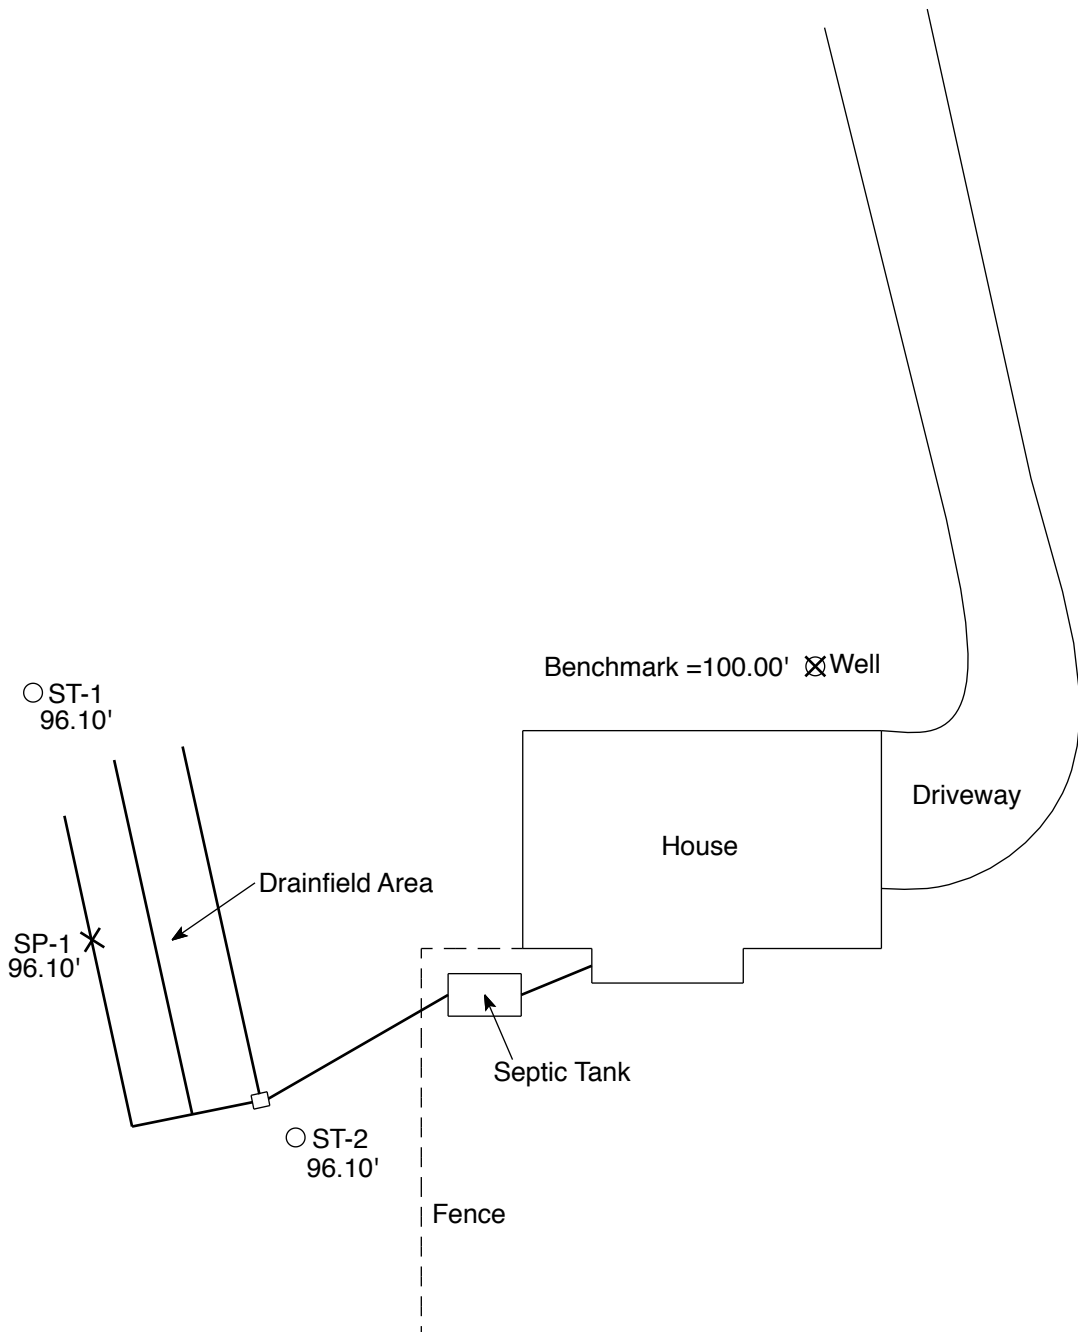 Benchmark =100.00' Well
ST-1
96.10'
Driveway
House
Drainfield Area
SP-1
96.10'
Septic Tank
ST-2
96.10'
Fence